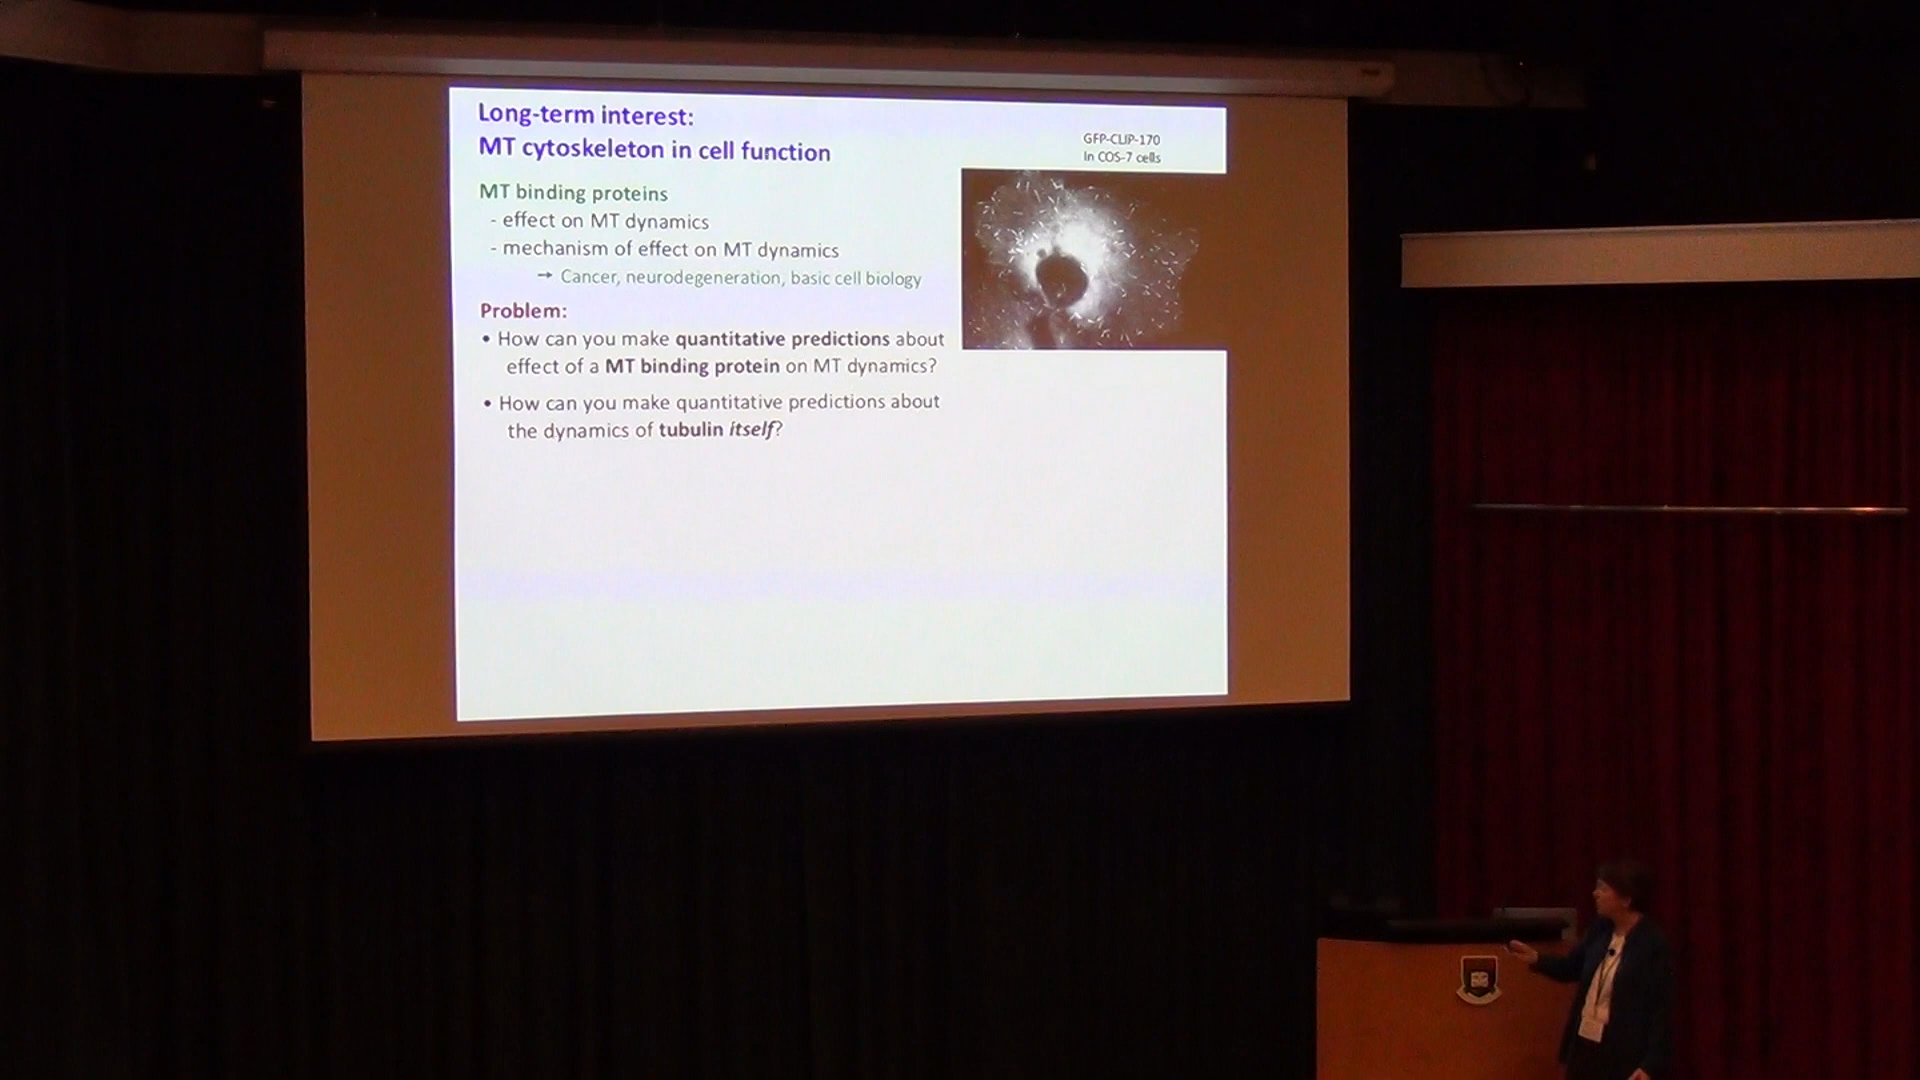 Long-term interest:
MT cytoskeleton in cell function
GFP-CLIP-170
In COS-7 cells
MT binding proteins
- effect on MT dynamics
- mechanism of effect on MT dynamics
→ Cancer, neurodegeneration, basic cell biology
Problem:
• How can you make quantitative predictions about
effect of a MT binding protein on MT dynamics?
• How can you make quantitative predictions about
the dynamics of tubulin itself?